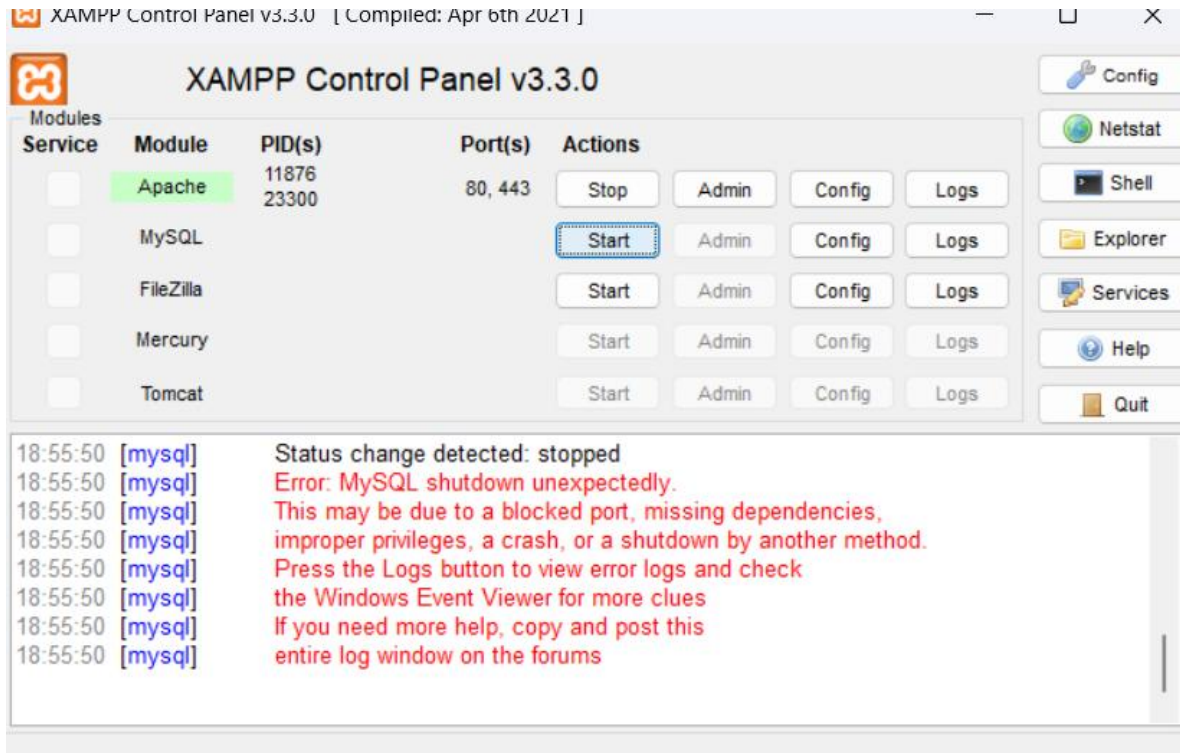 XAMPP Control Panel v3.3.0 [ Compiled: Apr 6th 2021 ]
XAMPP Control Panel v3.3.0
Config
Modules
Service Module PID(s) Port(s) Actions
Netstat
Apache 11876 80, 443 Stop Admin Config Logs
23300
Shell
MySQL Start Admin Config Logs
Explorer
FileZilla Start Admin Config Logs
Services
Mercury Start Admin Config Logs
Help
Tomcat Start Admin Config Logs
Quit
18:55:50 [mysql] Status change detected: stopped
18:55:50 [mysql] Error: MySQL shutdown unexpectedly.
18:55:50 [mysql] This may be due to a blocked port, missing dependencies,
18:55:50 [mysql] improper privileges, a crash, or a shutdown by another method.
18:55:50 [mysql] Press the Logs button to view error logs and check
18:55:50 [mysql] the Windows Event Viewer for more clues
18:55:50 [mysql] If you need more help, copy and post this
18:55:50 [mysql] entire log window on the forums